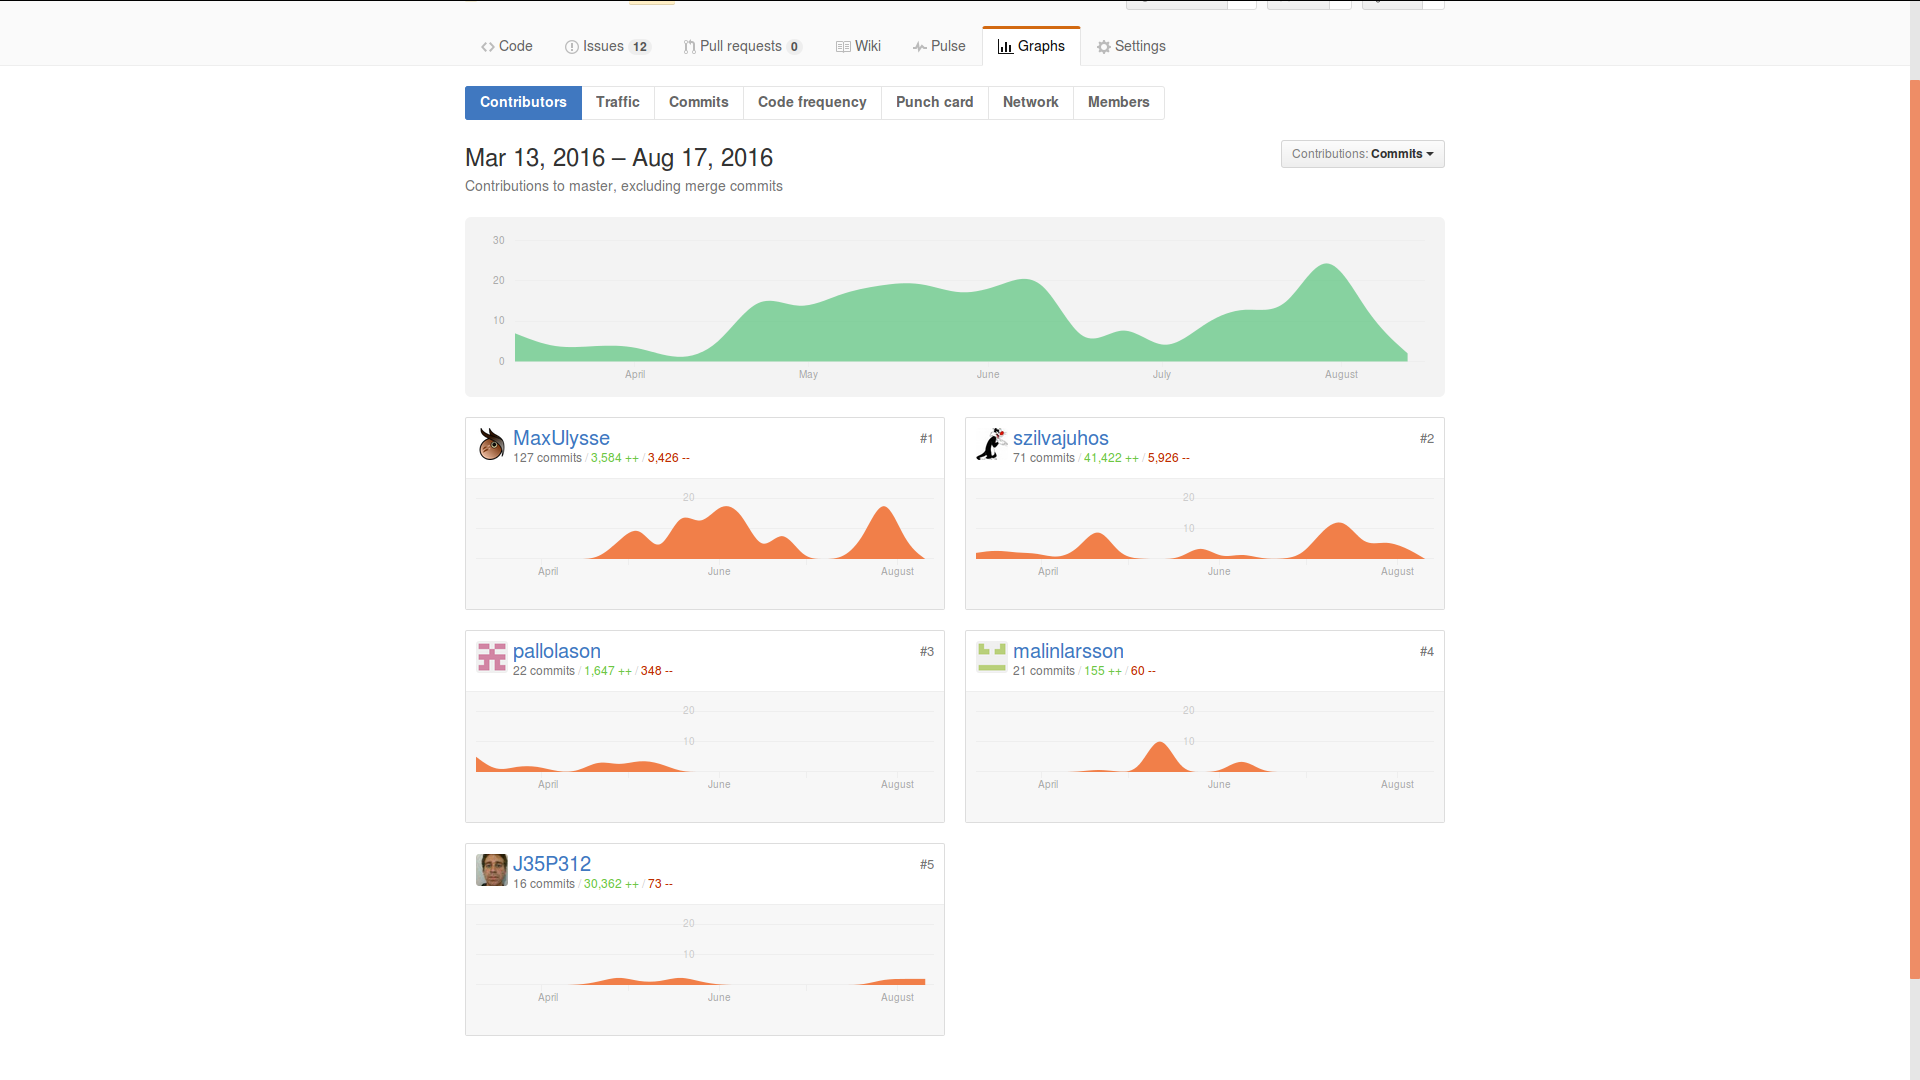 Code Issues 12 Pull requests 0 Wiki Pulse Graphs Settings
Contributors Traffic Commits Code frequency Punch card Network Members
Mar 13, 2016 – Aug 17, 2016
Contributions: Commits
Contributions to master, excluding merge commits
30
20
10
0
April May June July August
MaxUlysse #1
127 commits / 3,584 ++ / 3,426 --
20
April June August
szilvajuhos #2
71 commits / 41,422 ++ / 5,926 --
20
10
April June August
pallolason #3
22 commits / 1,647 ++ / 348 --
20
10
April June August
malinlarsson #4
21 commits / 155 ++ / 60 --
20
10
April June August
J35P312 #5
16 commits / 30,362 ++ / 73 --
20
10
April June August